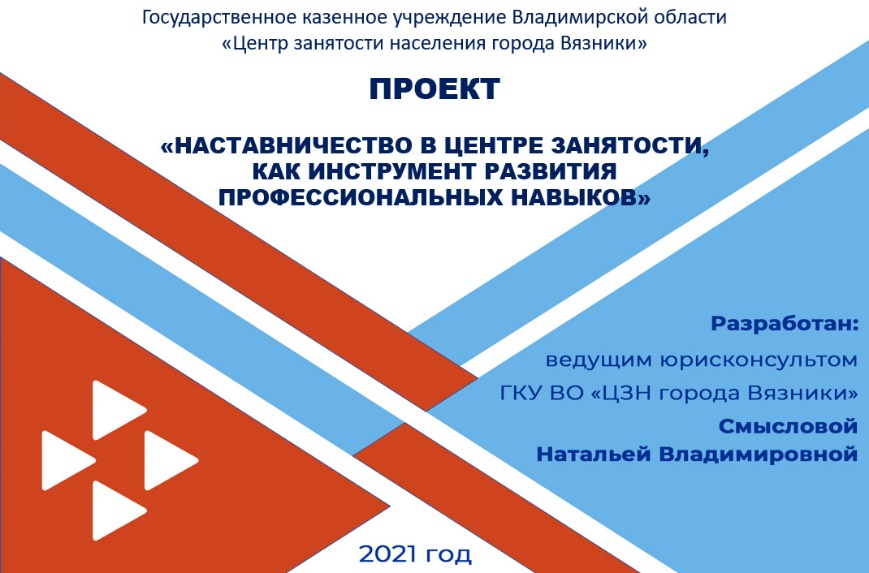 Государственное казенное учреждение Владимирской области
«Центр занятости населения города Вязники»
ПРОЕКТ
«НАСТАВНИЧЕСТВО В ЦЕНТРЕ ЗАНЯТОСТИ,
КАК ИНСТРУМЕНТ РАЗВИТИЯ
ПРОФЕССИОНАЛЬНЫХ НАВЫКОВ»
Разработан:
ведущим юрисконсультом
ГКУ ВО «ЦЗН города Вязники»
Смысловой
Натальей Владимировной
2021 год